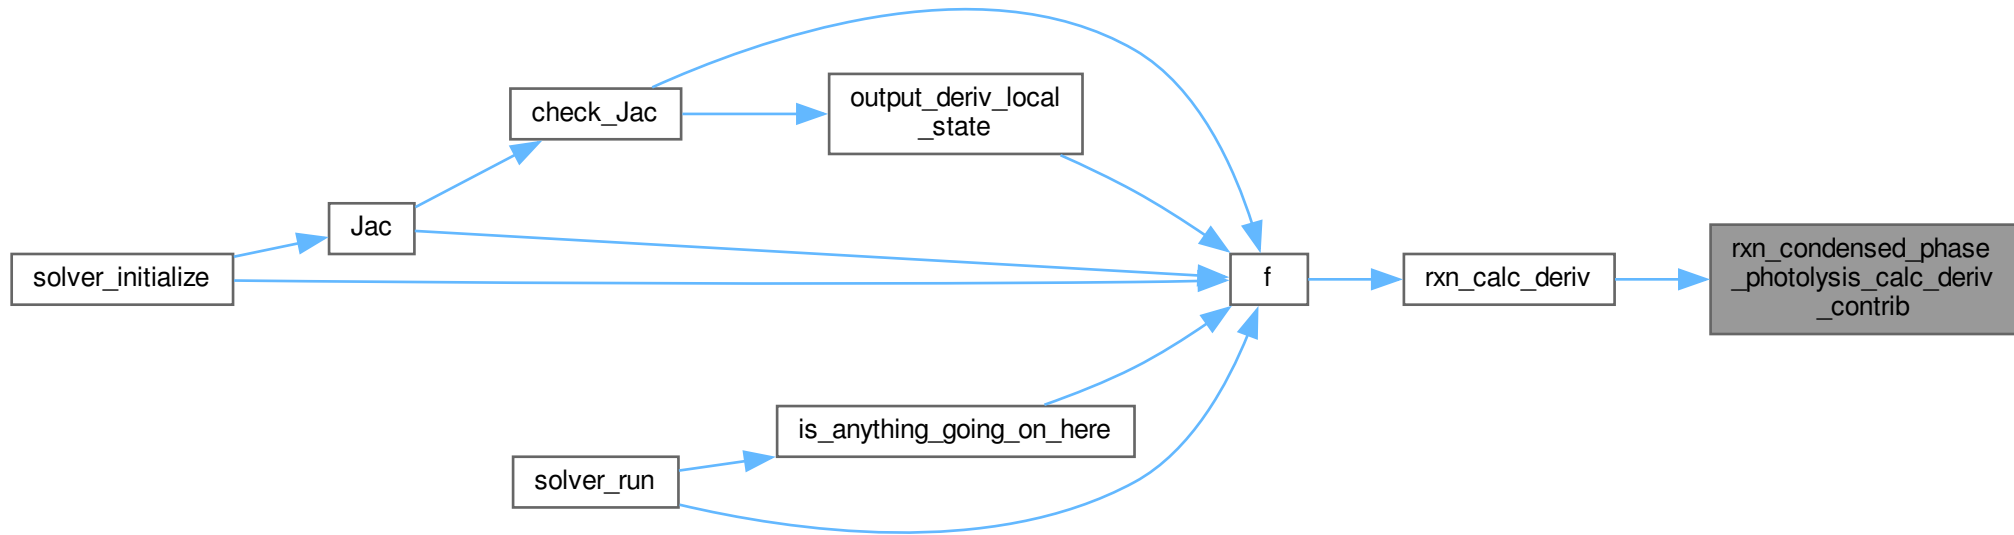 check_Jac
output_deriv_local
_state
Jac
solver_initialize
f
rxn_calc_deriv
rxn_condensed_phase
_photolysis_calc_deriv
_contrib
is_anything_going_on_here
solver_run